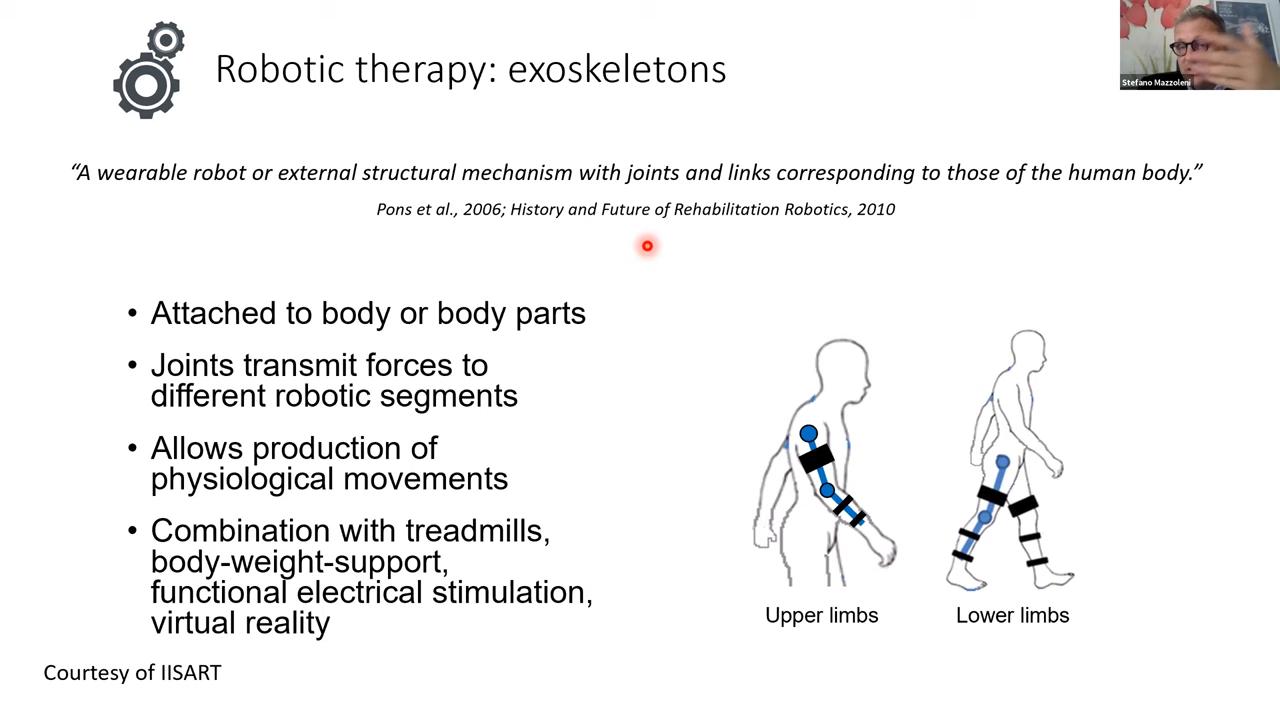 Robotic therapy: exoskeletons
Stefano Mazzoleni
“A wearable robot or external structural mechanism with joints and links corresponding to those of the human body.”
Pons et al., 2006; History and Future of Rehabilitation Robotics, 2010
• Attached to body or body parts
• Joints transmit forces to
different robotic segments
• Allows production of
physiological movements
• Combination with treadmills,
body-weight-support,
functional electrical stimulation,
virtual reality
Upper limbs
Lower limbs
Courtesy of IISART